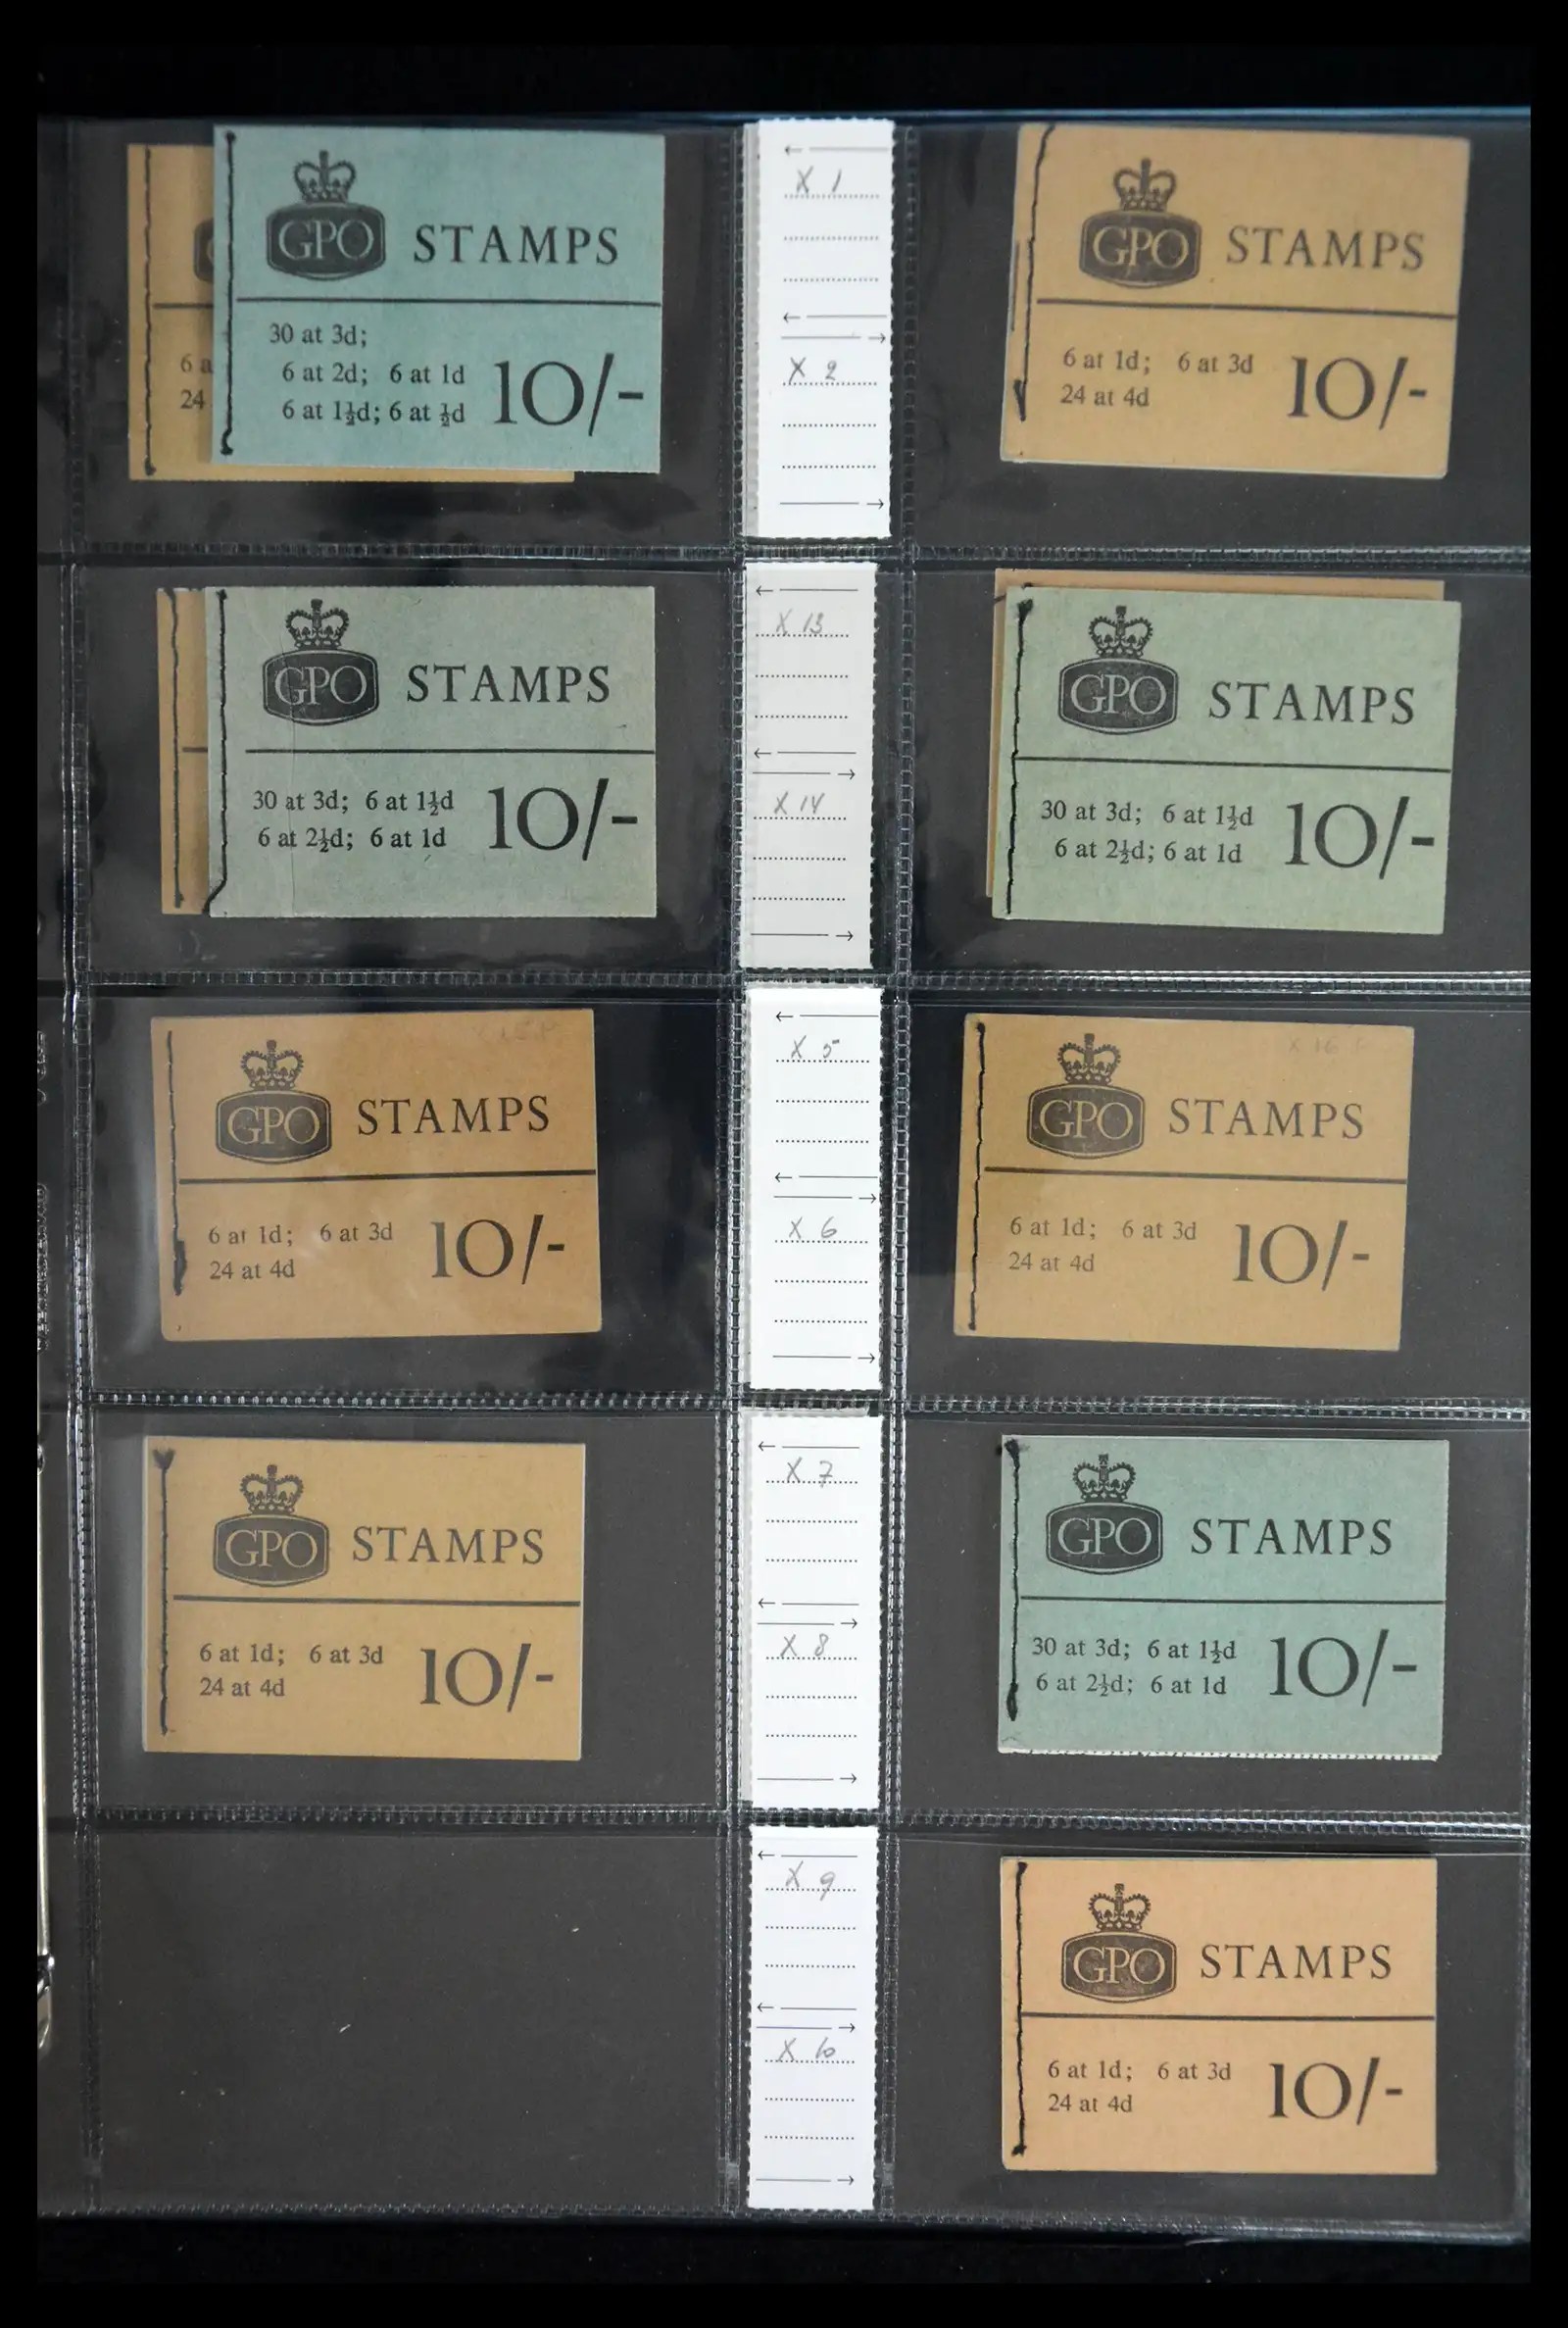 GPO STAMPS
6 a
24
30 at 3d;
6 at 2d; 6 at 1d
6 at 1½d; 6 at ½d
10/-
X 1
X 2
GPO STAMPS
6 at 1d; 6 at 3d
24 at 4d
10/-
GPO STAMPS
30 at 3d; 6 at 1½d
6 at 2½d; 6 at 1d
10/-
X 13
X 14
GPO STAMPS
30 at 3d; 6 at 1½d
6 at 2½d; 6 at 1d
10/-
GPO STAMPS
6 at 1d; 6 at 3d
24 at 4d
10/-
X 5
X 6
X 16
GPO STAMPS
6 at 1d; 6 at 3d
24 at 4d
10/-
GPO STAMPS
6 at 1d; 6 at 3d
24 at 4d
10/-
X 7
X 8
GPO STAMPS
30 at 3d; 6 at 1½d
6 at 2½d; 6 at 1d
10/-
X 9
X 10
GPO STAMPS
6 at 1d; 6 at 3d
24 at 4d
10/-